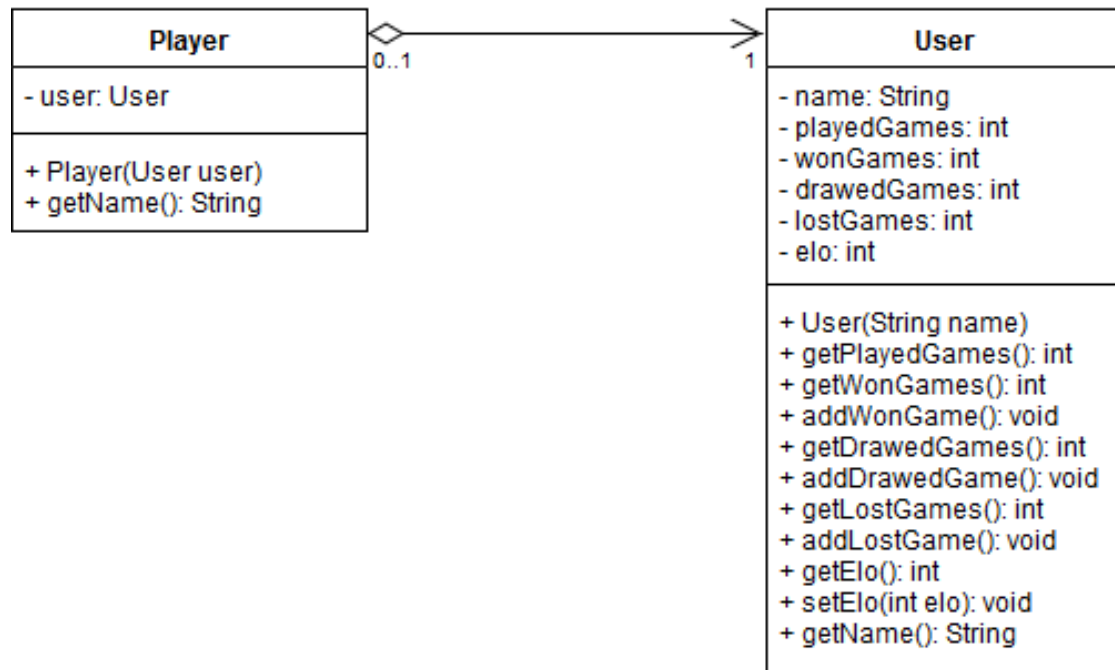 Player
- user: User
+ Player(User user)
+ getName(): String
0..1
1
User
- name: String
- playedGames: int
- wonGames: int
- drawedGames: int
- lostGames: int
- elo: int
+ User(String name)
+ getPlayedGames(): int
+ getWonGames(): int
+ addWonGame(): void
+ getDrawedGames(): int
+ addDrawedGame(): void
+ getLostGames(): int
+ addLostGame(): void
+ getElo(): int
+ setElo(int elo): void
+ getName(): String